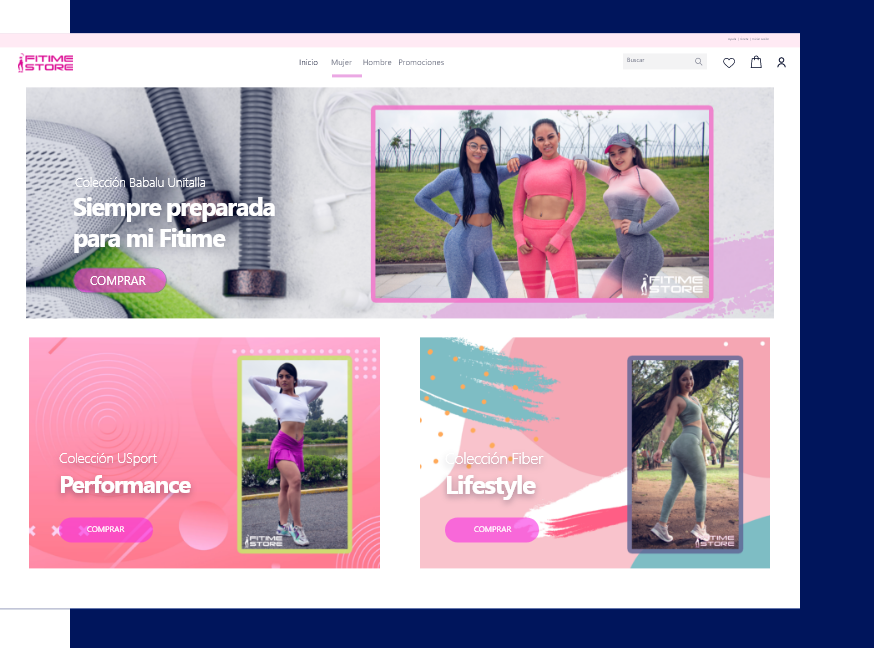 FITIME
STORE
Inicio Mujer Hombre Promociones
Buscar
Colección Babalu Unitalla
Siempre preparada
para mi Fitime
COMPRAR
FITIME
STORE
Colección USport
Performance
COMPRAR
FITIME
STORE
Colección Fiber
Lifestyle
COMPRAR
FITIME
STORE